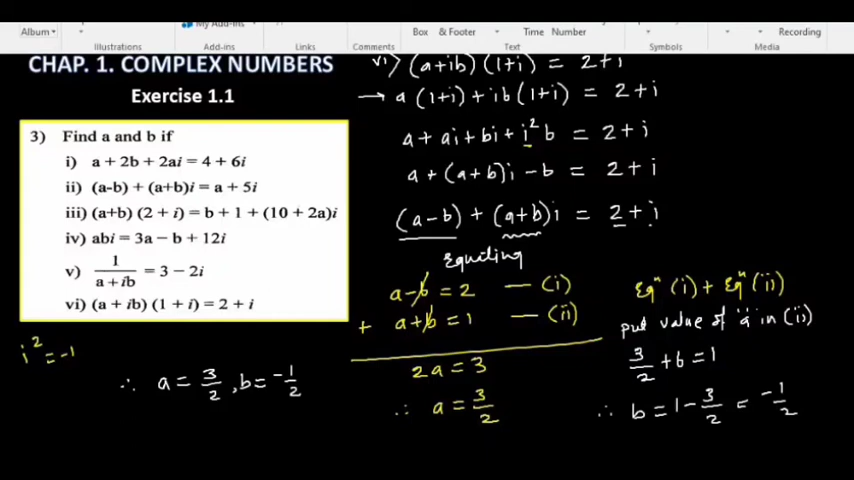 Album
My Add-ins
Box & Footer Item Number
Illustrations Add-ins Links Comments Text Symbols Media
Recording
CHAP. 1. COMPLEX NUMBERS
Exercise 1.1
3) Find a and b if
i) a + 2b + 2ai = 4 + 6i
ii) (a-b) + (a+b)i = a + 5i
iii) (a+b) (2 + i) = b + 1 + (10 + 2a)i
iv) abi = 3a − b + 12i
v) 1/(a + ib) = 3 − 2i
vi) (a + ib) (1 + i) = 2 + i
i² = -1
∴ a = 3/2, b = -1/2
vi) (a+ib) (1+i) = 2+i
→ a (1+i) + ib (1+i) = 2+i
a + ai + bi + i²b = 2+i
a + (a+b)i - b = 2+i
(a-b) + (a+b)i = 2+i
Equating
a-b = 2 — (i)
+ a+b = 1 — (ii)
2a = 3
∴ a = 3/2
Eqⁿ (i) + Eqⁿ (ii)
put value of 'a' in (ii)
3/2 + b = 1
∴ b = 1 - 3/2 = -1/2